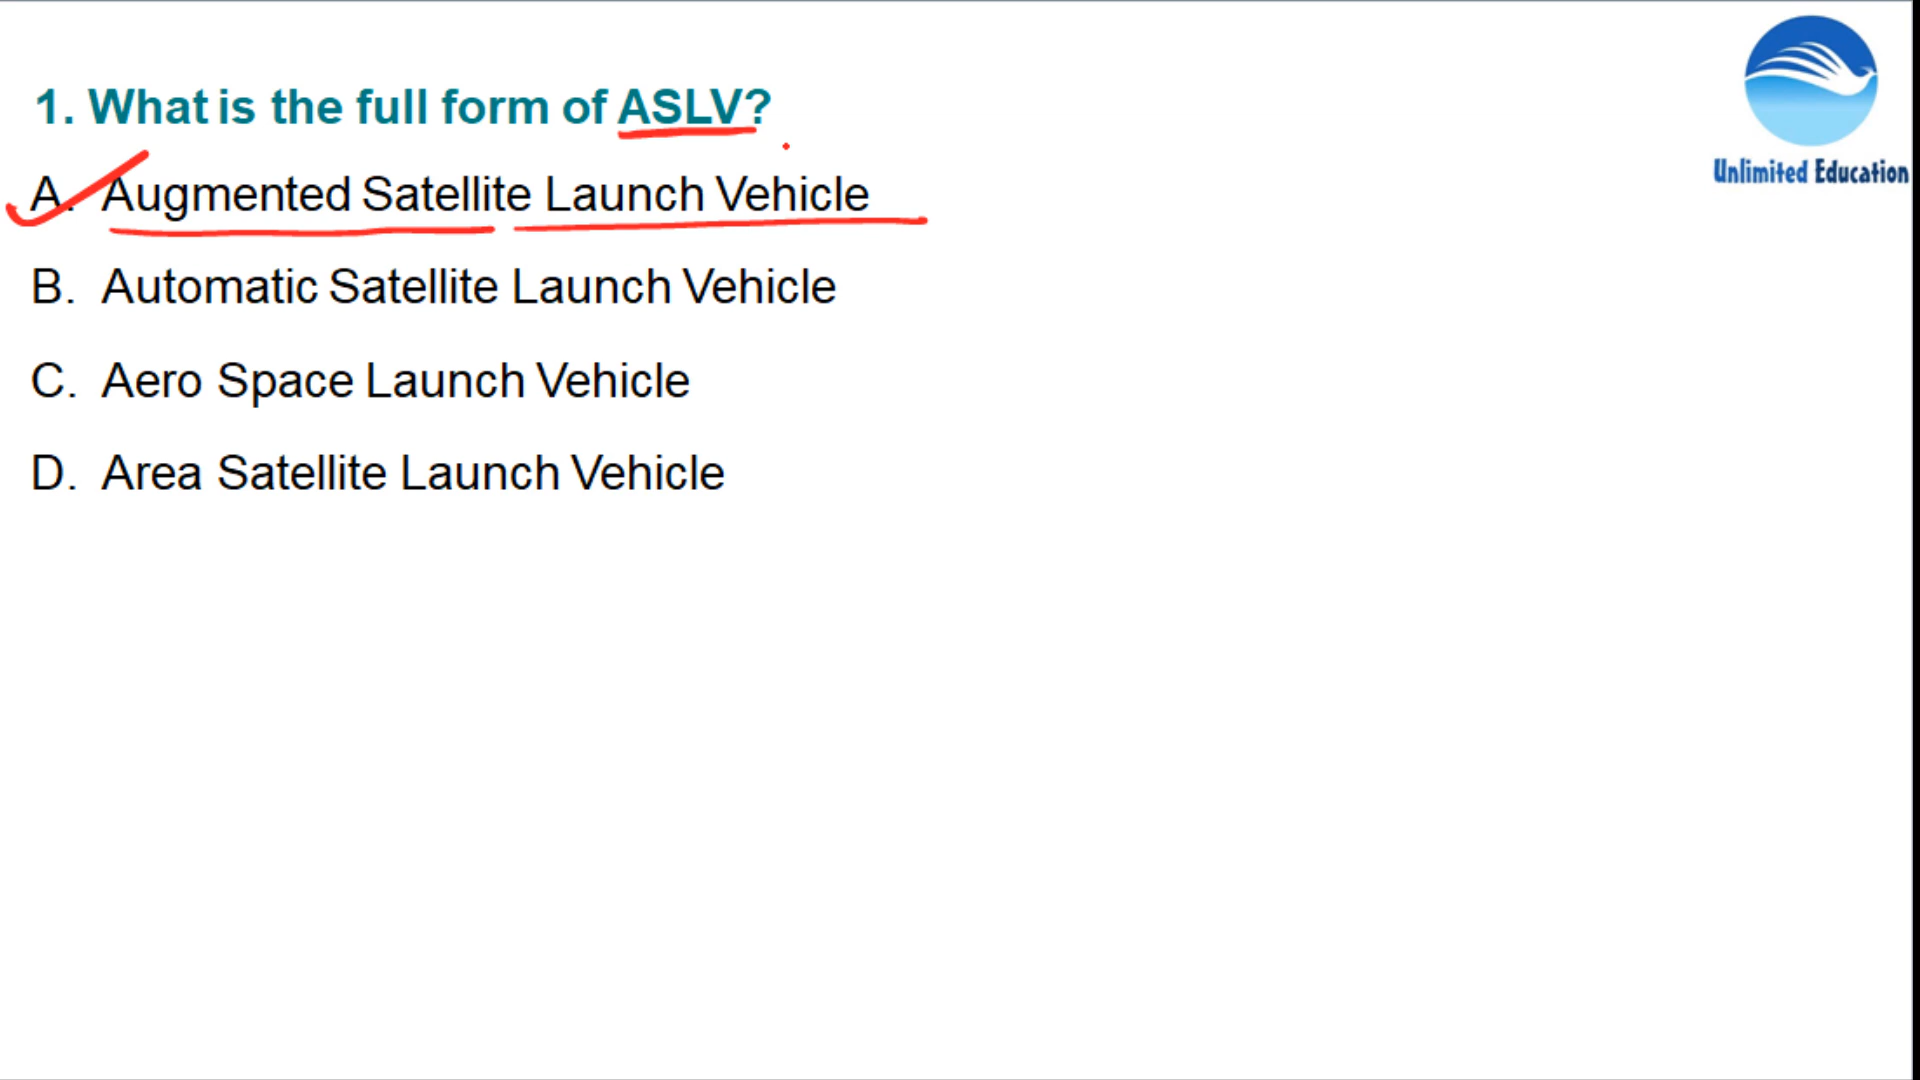 1. What is the full form of ASLV?
A. Augmented Satellite Launch Vehicle
B. Automatic Satellite Launch Vehicle
C. Aero Space Launch Vehicle
D. Area Satellite Launch Vehicle
Unlimited Education